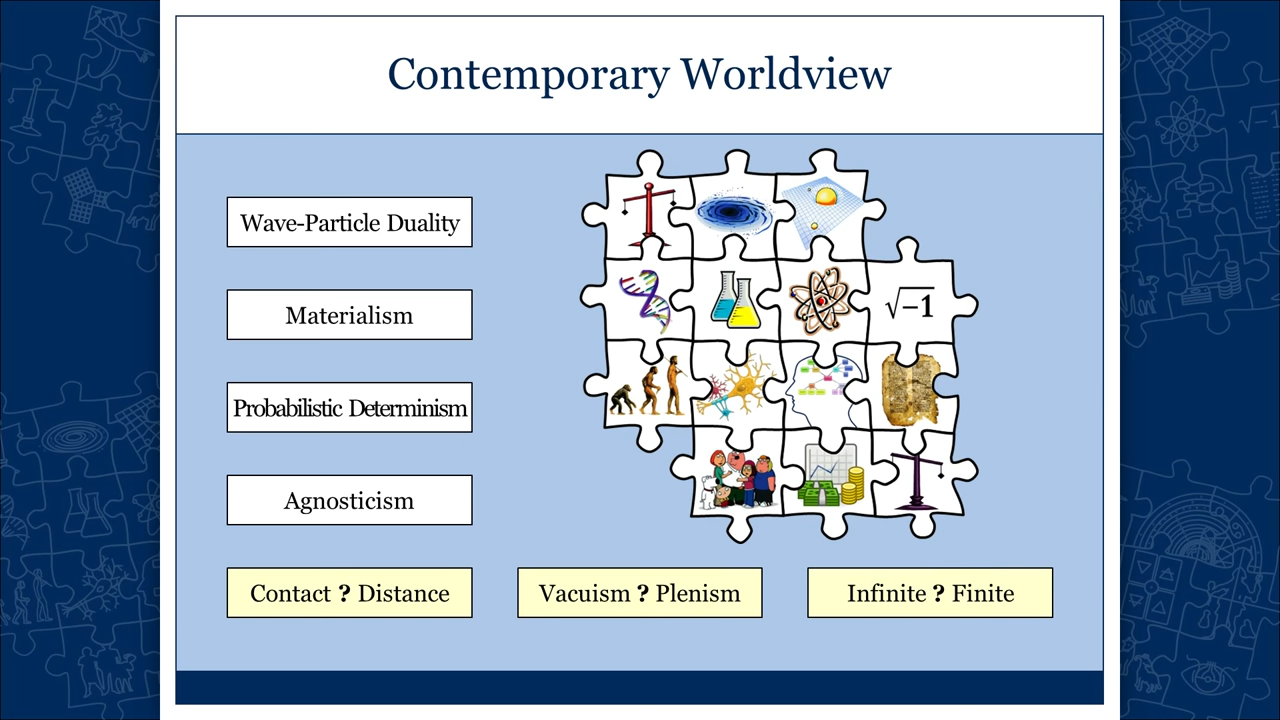 Contemporary Worldview
Wave-Particle Duality
Materialism
Probabilistic Determinism
Agnosticism
√−1
Contact ? Distance
Vacuism ? Plenism
Infinite ? Finite